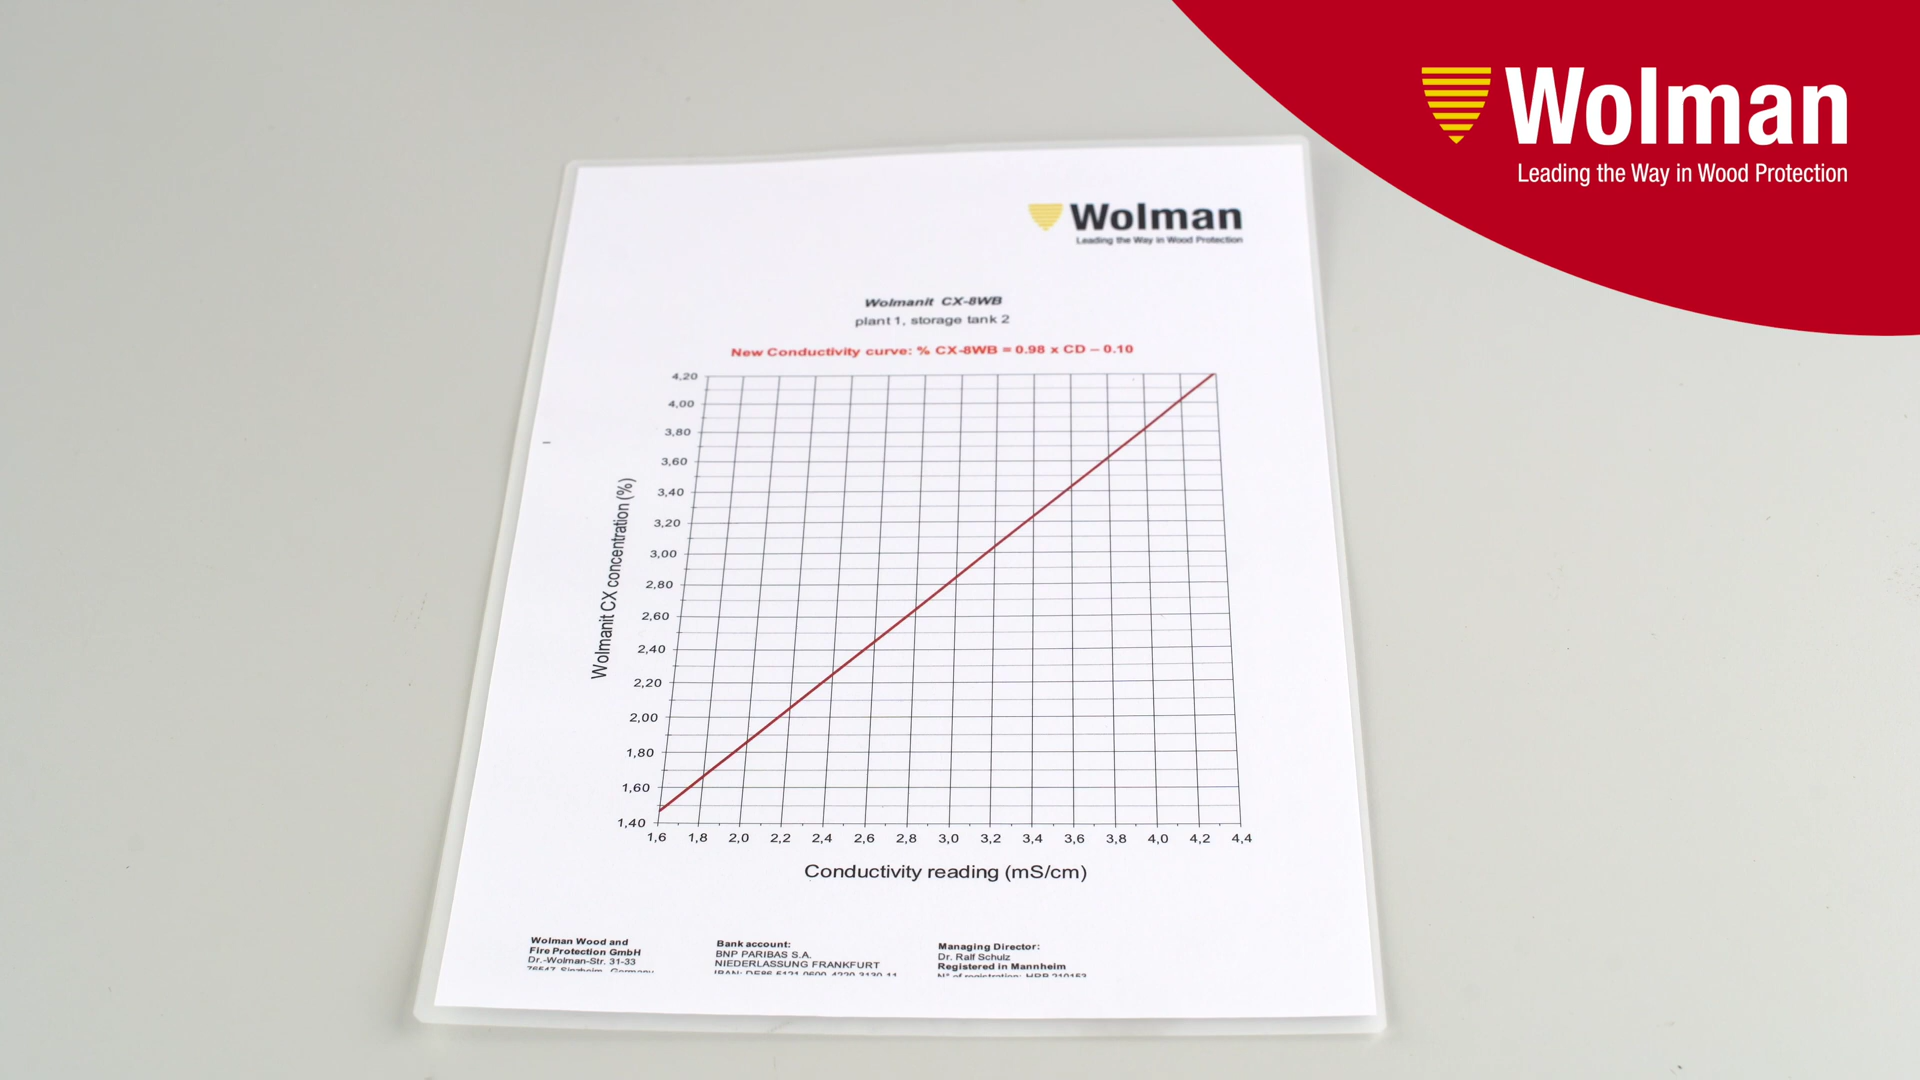 Wolman
Leading the Way in Wood Protection
Wolman
Leading the Way in Wood Protection
Wolmanit CX-8WB
plant 1, storage tank 2
New Conductivity curve: % CX-8WB = 0.98 x CD – 0.10
4,20
4,00
3,80
3,60
3,40
3,20
3,00
2,80
2,60
2,40
2,20
2,00
1,80
1,60
1,40
Wolmanit CX concentration (%)
1,6 1,8 2,0 2,2 2,4 2,6 2,8 3,0 3,2 3,4 3,6 3,8 4,0 4,2 4,4
Conductivity reading (mS/cm)
Wolman Wood and
Fire Protection GmbH
Dr.-Wolman-Str. 31-33
Bank account:
BNP PARIBAS S.A.
NIEDERLASSUNG FRANKFURT
Managing Director:
Dr. Ralf Schulz
Registered in Mannheim